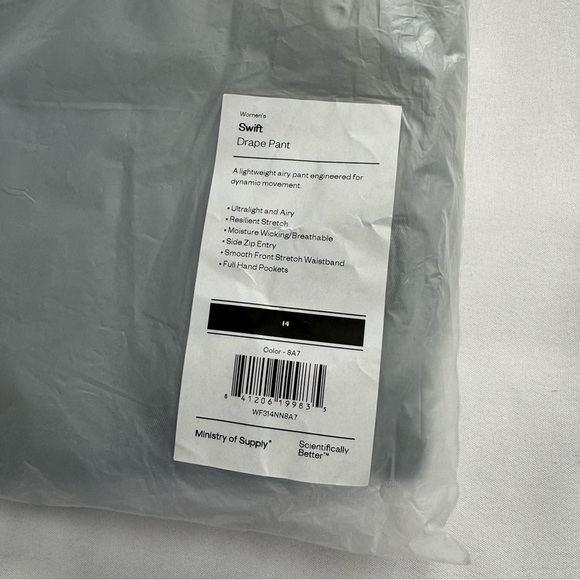 Women's
Swift
Drape Pant
A lightweight airy pant engineered for
dynamic movement.
• Ultralight and Airy
• Resilient Stretch
• Moisture Wicking/Breathable
• Side Zip Entry
• Smooth Front Stretch Waistband
• Full Hand Pockets
14
Color - 8A7
8 41206 19983 5
WF314NN8A7
Ministry of Supply®
Scientifically
Better™